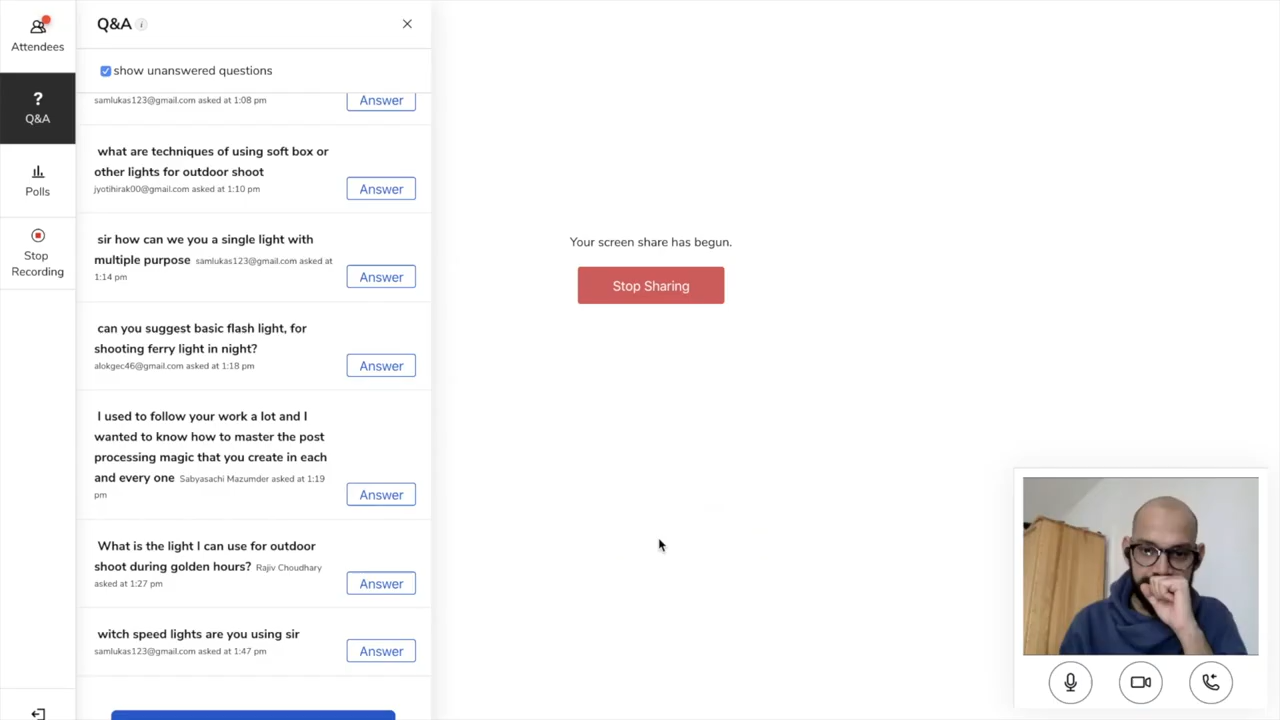 Attendees
?
Q&A
Polls
Stop
Recording
Q&A i
show unanswered questions
samlukas123@gmail.com asked at 1:08 pm
Answer
what are techniques of using soft box or
other lights for outdoor shoot
jyotihirak00@gmail.com asked at 1:10 pm
Answer
sir how can we you a single light with
multiple purpose samlukas123@gmail.com asked at
1:14 pm
Answer
can you suggest basic flash light, for
shooting ferry light in night?
alokgec46@gmail.com asked at 1:18 pm
Answer
I used to follow your work a lot and I
wanted to know how to master the post
processing magic that you create in each
and every one Sabyasachi Mazumder asked at 1:19
pm
Answer
What is the light I can use for outdoor
shoot during golden hours? Rajiv Choudhary
asked at 1:27 pm
Answer
witch speed lights are you using sir
samlukas123@gmail.com asked at 1:47 pm
Answer
Your screen share has begun.
Stop Sharing